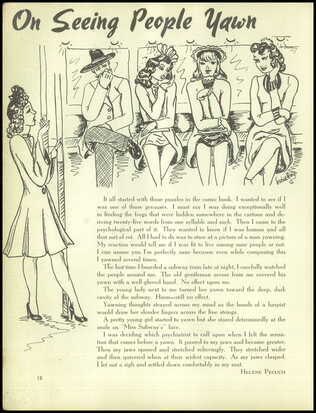 On Seeing People Yawn
It all started with those puzzles in the comic book. I wanted to see if I
was one of those geniuses. I must say I was doing exceptionally well
in finding the frogs that were hidden somewhere in the cartoon and de-
riving twenty-five words from one syllable and such. Then I came to the
psychological part of it. They wanted to know if I was human and all
that sort of rot. All I had to do was to stare at a picture of a man yawning.
My reaction would tell me if I was fit to live among sane people or not.
I can assure you I'm perfectly sane because even while composing this
I yawned several times.
The last time I boarded a subway train late at night, I carefully watched
the people around me. The old gentleman across from me covered his
yawn with a well gloved hand. No effect upon me.
The young lady next to me turned her yawn toward the deep, dark
cavity of the subway. Hmm—still no effect.
Yawning thoughts strayed across my mind as the hands of a harpist
would draw her slender fingers across the fine strings.
A pretty young girl started to yawn but she stared determinedly at the
mole on "Miss Subway's" face.
I was deciding which psychiatrist to call upon when I felt the sensa-
tion that comes before a yawn. It passed to my jaws and became greater.
Then my jaws opened and stretched inferringly. They stretched wider
and then quivered when at their widest capacity. As my jaws clasped
I let out a sigh and settled down comfortably in my seat.
Helene
18